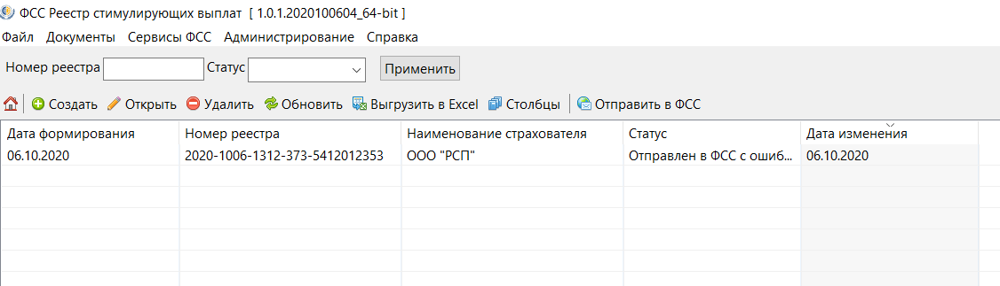 ФСС Реестр стимулирующих выплат [ 1.0.1.2020100604_64-bit ]
Файл Документы Сервисы ФСС Администрирование Справка
Номер реестра Статус Применить
Создать Открыть Удалить Обновить Выгрузить в Excel Столбцы Отправить в ФСС
Дата формирования Номер реестра Наименование страхователя Статус Дата изменения
06.10.2020 2020-1006-1312-373-5412012353 ООО "РСП" Отправлен в ФСС с ошиб... 06.10.2020